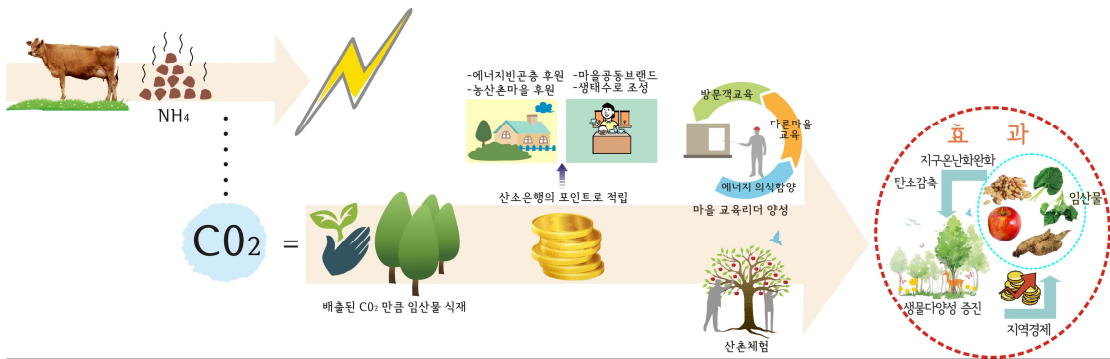 NH₄
CO₂
=
배출된 CO₂ 만큼 임산물 식재
-에너지빈곤층 후원
-농산촌마을 후원
-마을공동브랜드
-생태수로 조성
산소은행의 포인트로 적립
방문객교육
다른마을
교육
에너지 의식함양
마을 교육리더 양성
산촌체험
효 과
지구온난화완화
탄소감축
임산물
생물다양성 증진
지역경제